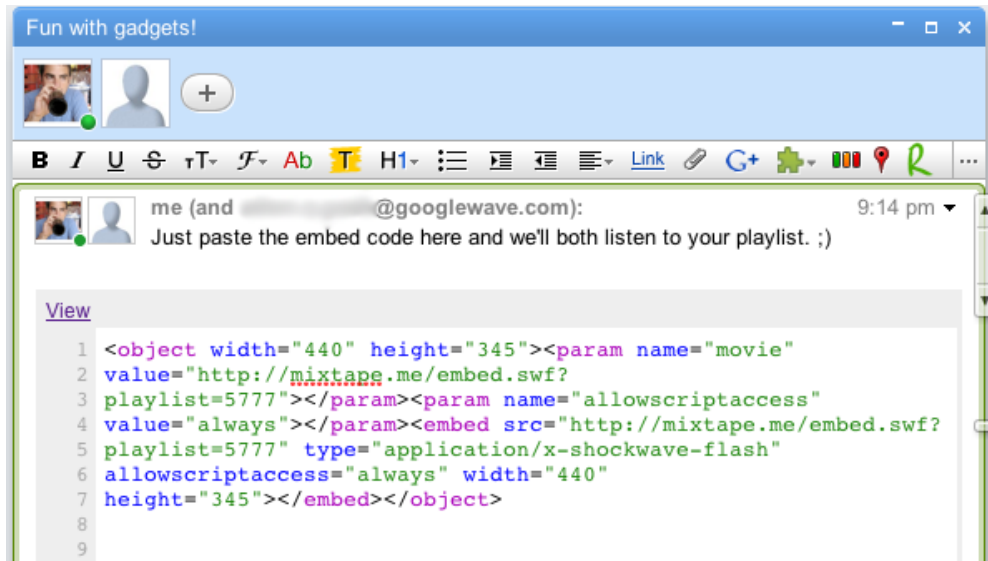 Fun with gadgets!
B I U S TT F Ab T H1 Link G+ R ...
me (and @googlewave.com): 9:14 pm
Just paste the embed code here and we'll both listen to your playlist. ;)
View
1 <object width="440" height="345"><param name="movie"
2 value="http://mixtape.me/embed.swf?
3 playlist=5777"></param><param name="allowscriptaccess"
4 value="always"></param><embed src="http://mixtape.me/embed.swf?
5 playlist=5777" type="application/x-shockwave-flash"
6 allowscriptaccess="always" width="440"
7 height="345"></embed></object>
8
9